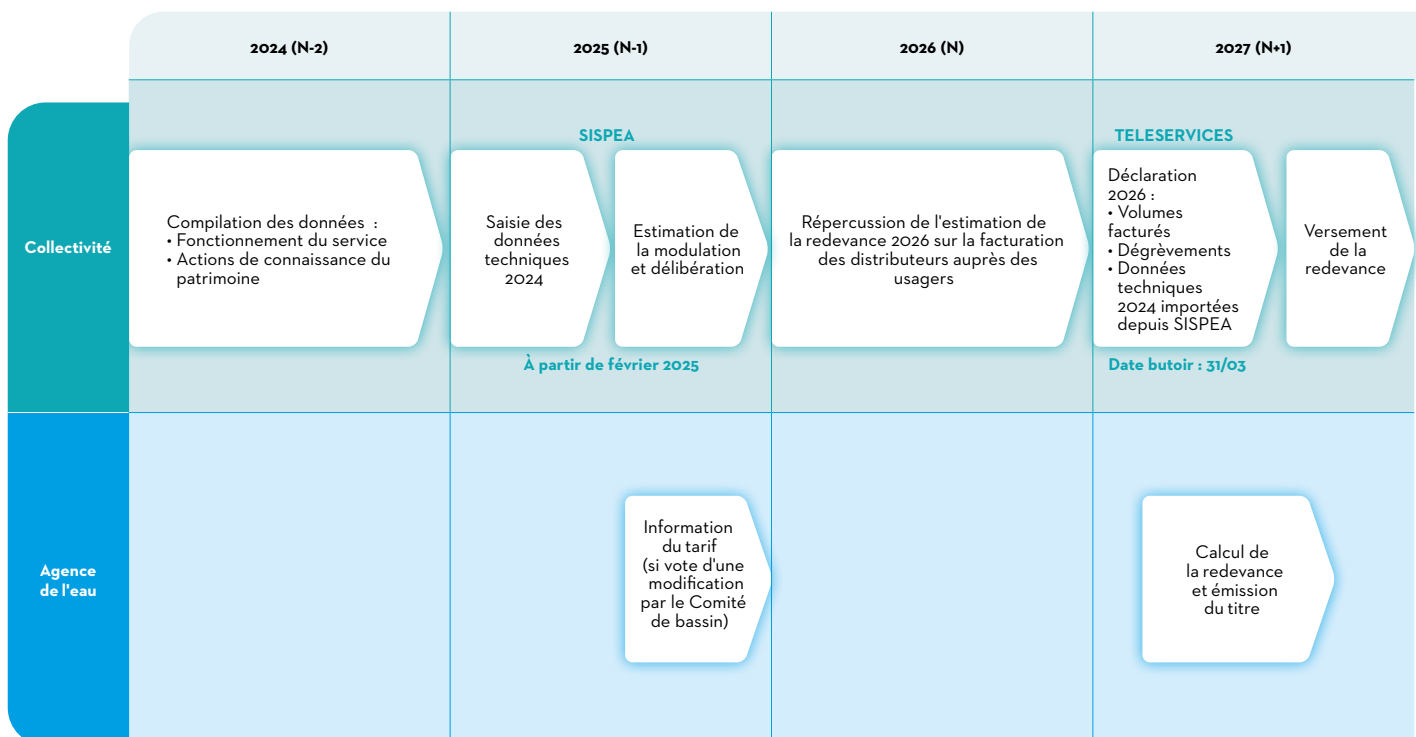 2024 (N-2)
2025 (N-1)
2026 (N)
2027 (N+1)
Collectivité
SISPEA
TELESERVICES
Compilation des données :
• Fonctionnement du service
• Actions de connaissance du
patrimoine
Saisie des
données
techniques
2024
Estimation de
la modulation
et délibération
Répercussion de l'estimation de
la redevance 2026 sur la facturation
des distributeurs auprès des
usagers
Déclaration
2026 :
• Volumes
facturés
• Dégrèvements
• Données
techniques
2024 importées
depuis SISPEA
Versement
de la
redevance
À partir de février 2025
Date butoir : 31/03
Agence
de l'eau
Information
du tarif
(si vote d'une
modification
par le Comité
de bassin)
Calcul de
la redevance
et émission
du titre